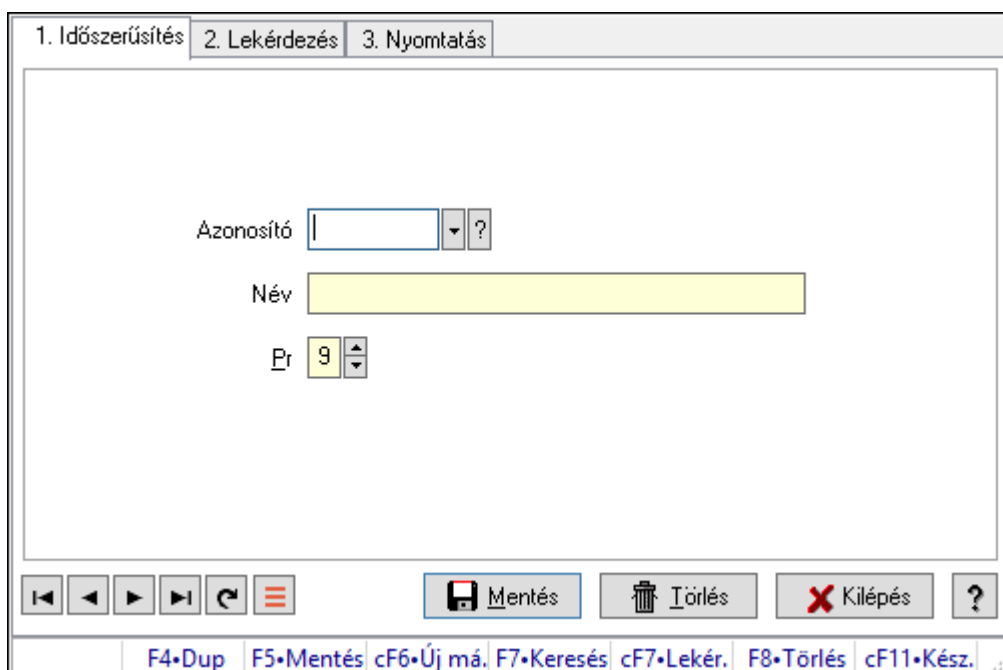 1. Időszerűsítés 2. Lekérdezés 3. Nyomtatás
Azonosító ?
Név
Pr 9
Mentés Törlés Kilépés ?
F4•Dup F5•Mentés cF6•Új má. F7•Keresés cF7•Lekér. F8•Törlés cF11•Kész.